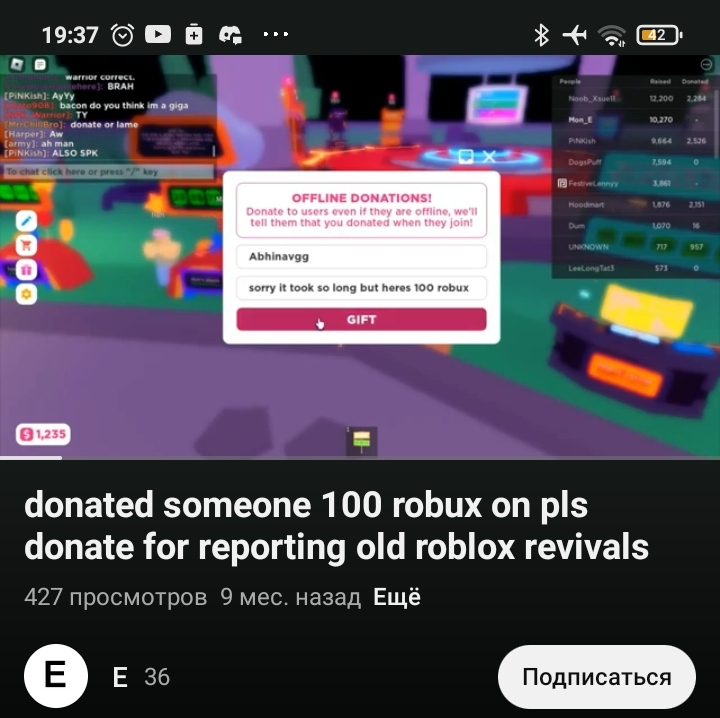 19:37
42
warrior correct.
BRAH
[PiNKish]: AyYy
bacon do you think im a giga
TY
[MrrChillBro]: donate or lame
[Harper]: Aw
[army]: ah man
[PiNKish]: ALSO SPK
To chat click here or press "/" key
People Raised Donated
Noob_Xsuell 12,200 2,284
Mon_E 10,270 -
PiNKish 9,664 2,526
DogsPuff 7,594 0
FestiveLennyy 3,861 -
Hoodmart 1,876 2,151
Dum 1,070 16
UNKNOWN 717 957
LeeLongTat3 573 0
OFFLINE DONATIONS!
Donate to users even if they are offline, we'll
tell them that you donated when they join!
Abhinavgg
sorry it took so long but heres 100 robux
GIFT
1,235
donated someone 100 robux on pls
donate for reporting old roblox revivals
427 просмотров 9 мес. назад Ещё
E E 36
Подписаться